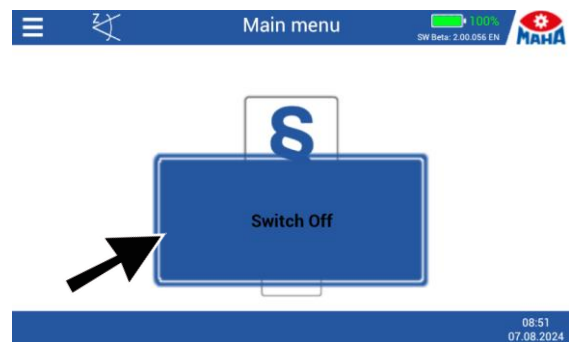 Z
Main menu
100%
SW Beta: 2.00.056 EN
MAHA
§
Switch Off
08:51
07.08.2024